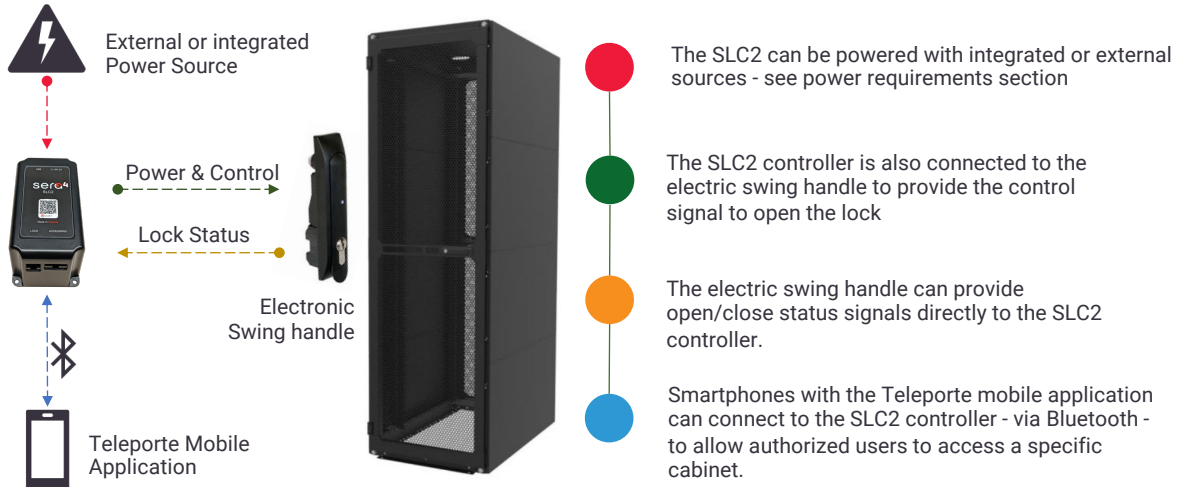 External or integrated
Power Source
sera4
SLC2
Power & Control
Lock Status
Electronic
Swing handle
Teleporte Mobile
Application
The SLC2 can be powered with integrated or external
sources - see power requirements section
The SLC2 controller is also connected to the
electric swing handle to provide the control
signal to open the lock
The electric swing handle can provide
open/close status signals directly to the SLC2
controller.
Smartphones with the Teleporte mobile application
can connect to the SLC2 controller - via Bluetooth -
to allow authorized users to access a specific
cabinet.